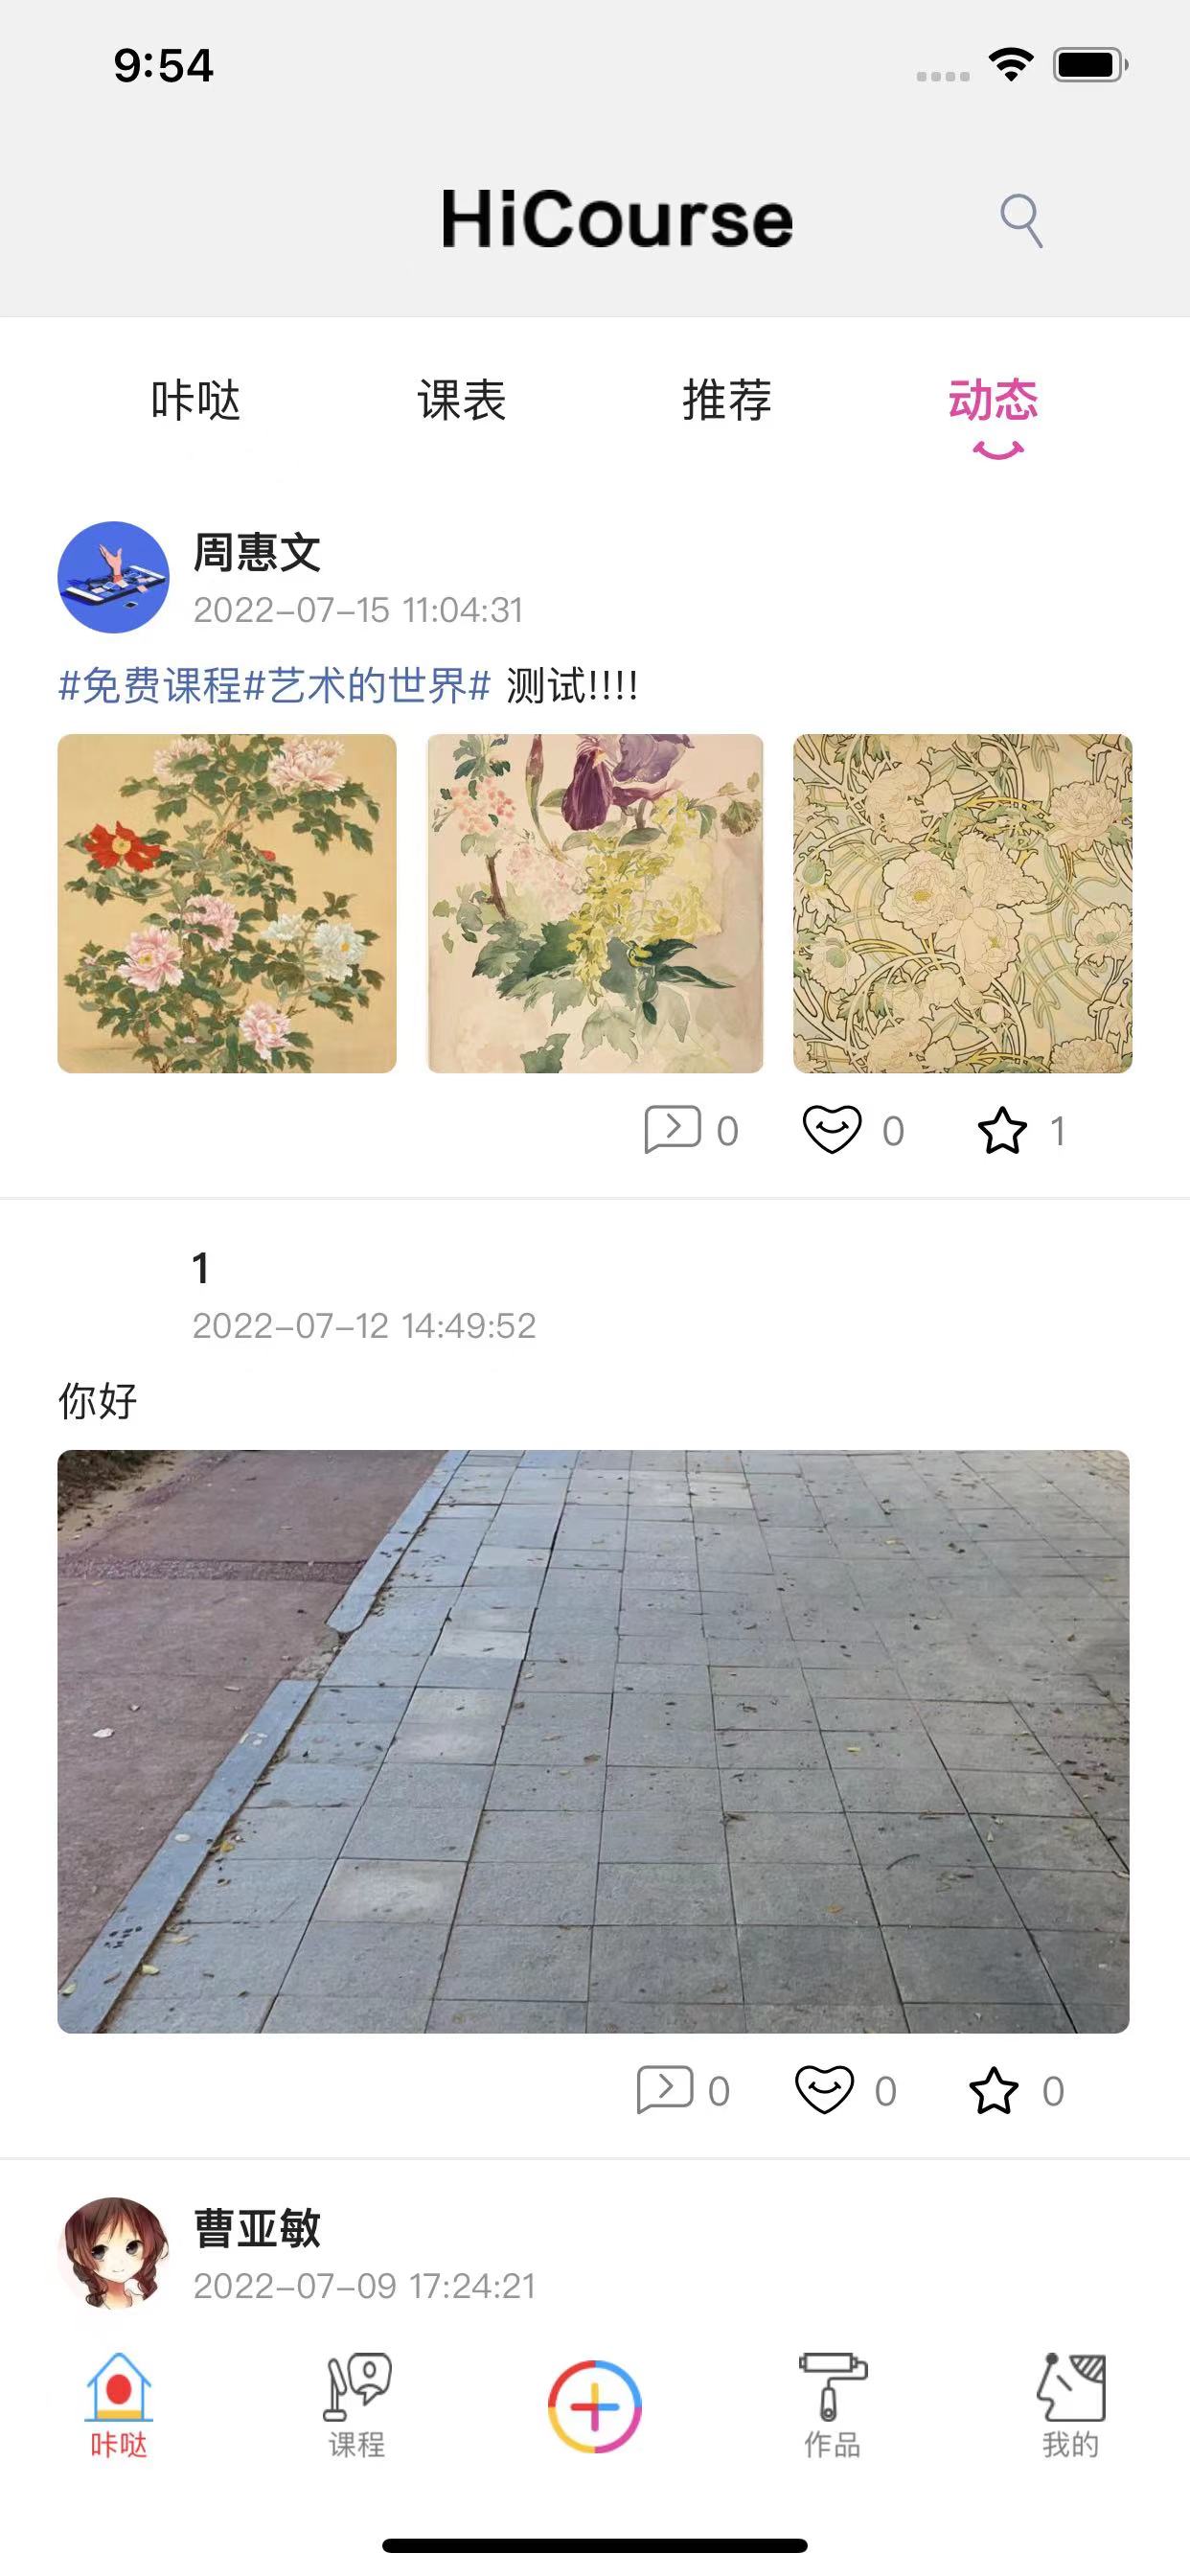 9:54
HiCourse
咔哒 课表 推荐 动态
周惠文
2022-07-15 11:04:31
#免费课程#艺术的世界# 测试!!!!
0 0 1
1
2022-07-12 14:49:52
你好
0 0 0
曹亚敏
2022-07-09 17:24:21
咔哒 课程 作品 我的